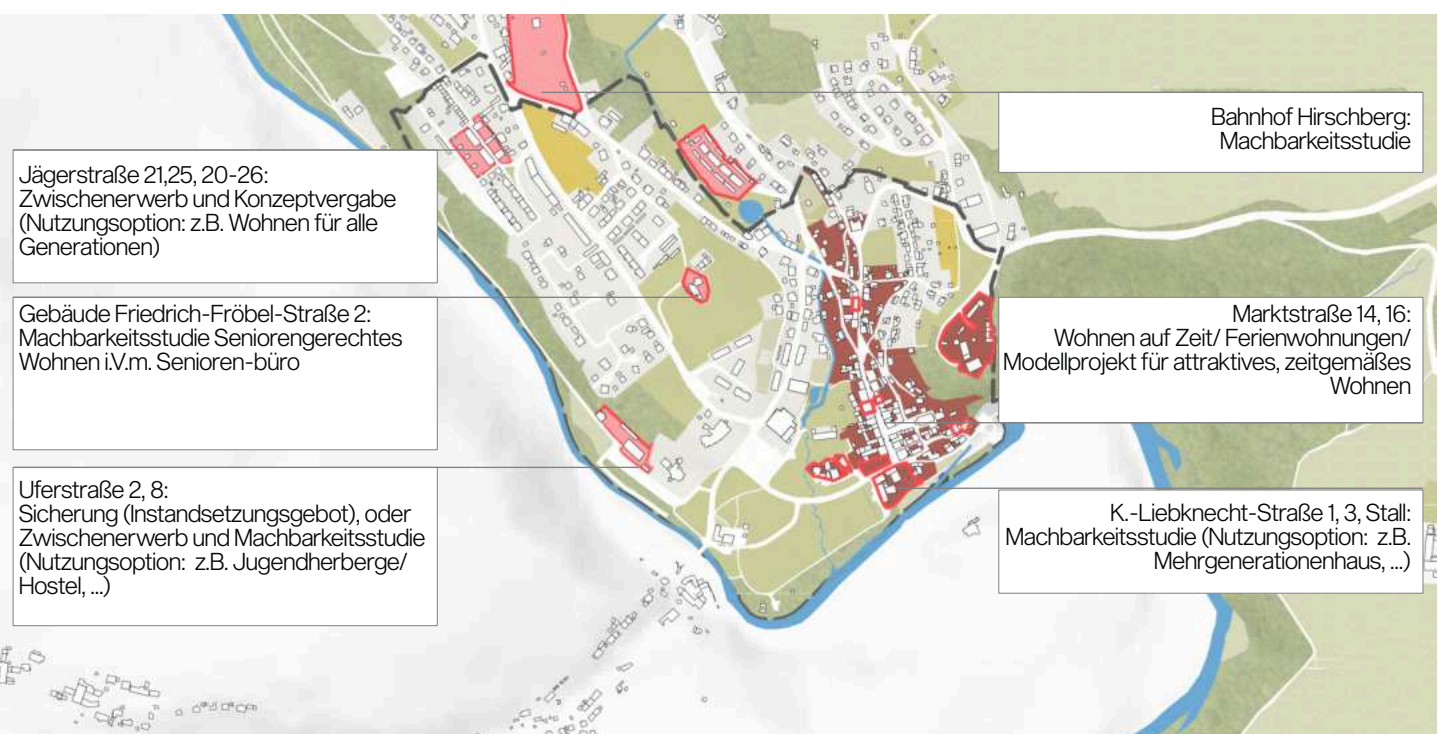 Jägerstraße 21,25, 20-26:
Zwischenerwerb und Konzeptvergabe
(Nutzungsoption: z.B. Wohnen für alle
Generationen)
Gebäude Friedrich-Fröbel-Straße 2:
Machbarkeitsstudie Seniorengerechtes
Wohnen i.V.m. Senioren-büro
Uferstraße 2, 8:
Sicherung (Instandsetzungsgebot), oder
Zwischenerwerb und Machbarkeitsstudie
(Nutzungsoption: z.B. Jugendherberge/
Hostel, ...)
Bahnhof Hirschberg:
Machbarkeitsstudie
Marktstraße 14, 16:
Wohnen auf Zeit/ Ferienwohnungen/
Modellprojekt für attraktives, zeitgemäßes
Wohnen
K.-Liebknecht-Straße 1, 3, Stall:
Machbarkeitsstudie (Nutzungsoption: z.B.
Mehrgenerationenhaus, ...)